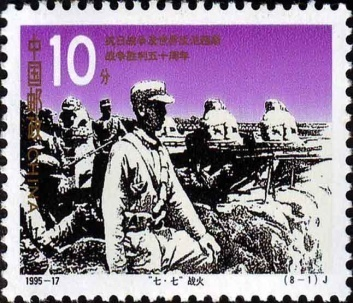 中国邮政 CHINA
10分
抗日战争及世界反法西斯
战争胜利五十周年
1995-17
"七·七"战火
(8-1)J